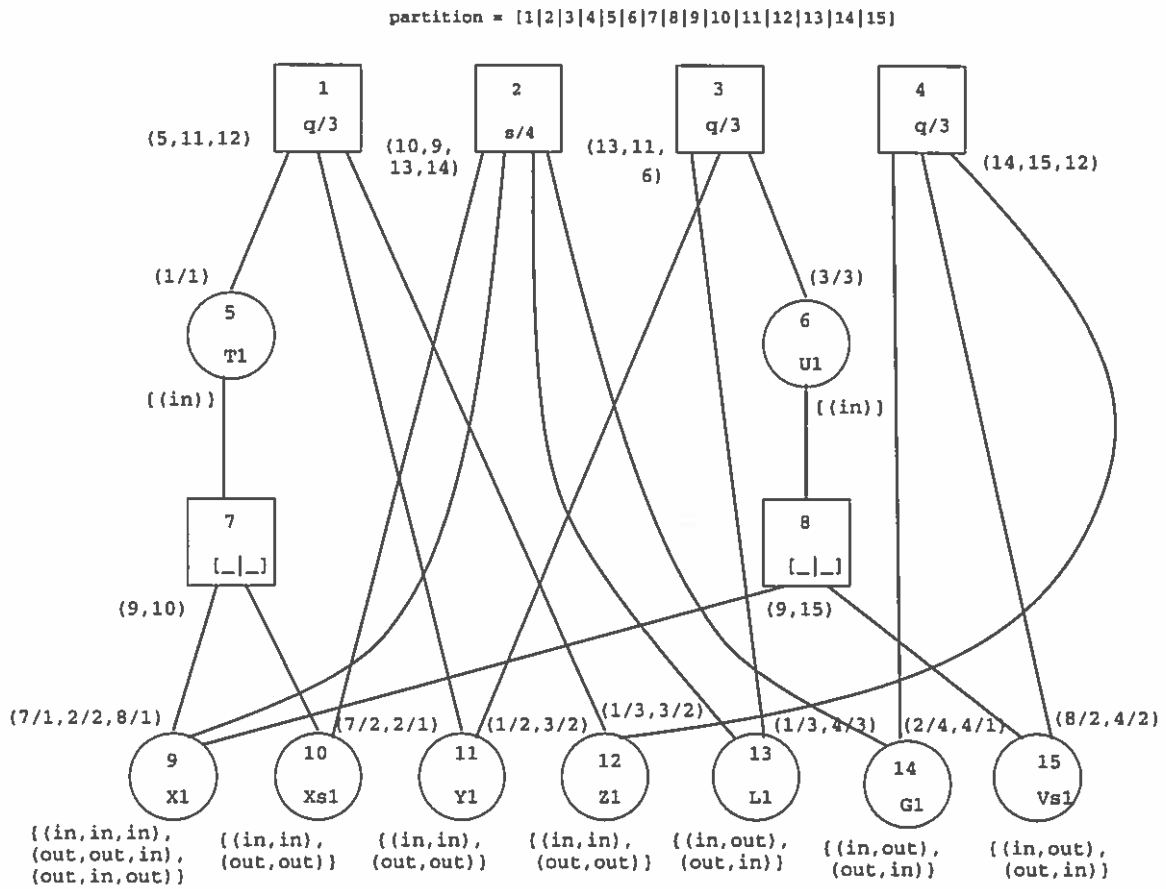 partition = [1|2|3|4|5|6|7|8|9|10|11|12|13|14|15]
1
q/3
2
s/4
3
q/3
4
q/3
(5,11,12)
(10,9,
13,14)
(13,11,
6)
(14,15,12)
(1/1)
(3/3)
5
T1
6
U1
[(in)}
[(in)]
7
[_|_]
8
[_|_]
(9,10)
(9,15)
(7/1,2/2,8/1)
(7/2,2/1)
(1/2,3/2)
(1/3,3/2)
(1/3,4/3)
(2/4,4/1)
(8/2,4/2)
9
X1
10
Xs1
11
Y1
12
Z1
13
L1
14
G1
15
Vs1
{(in,in,in),
(out,out,in),
(out,in,out)}
{(in,in),
(out,out)}
{(in,in),
(out,out)}
{(in,in),
(out,out)}
{(in,out),
(out,in)}
{(in,out),
(out,in)}
{(in,out),
(out,in)}